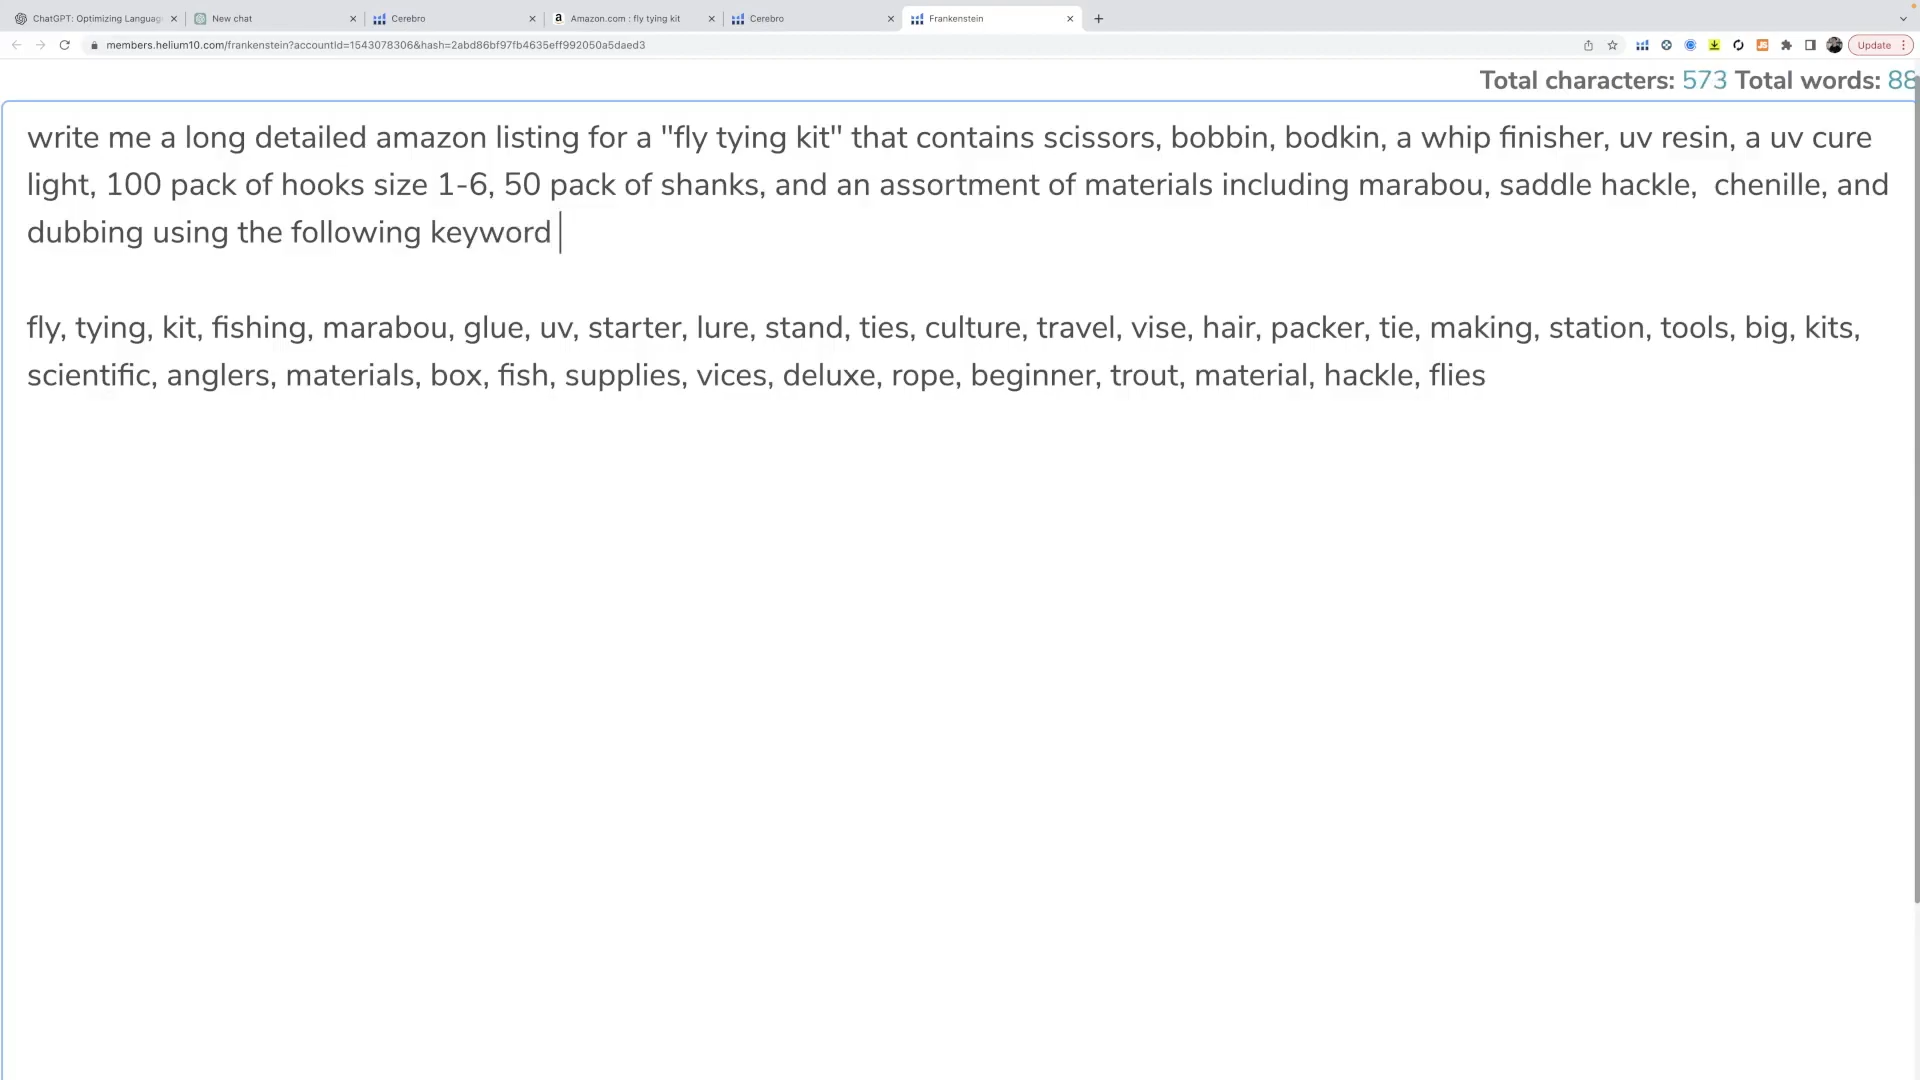 ChatGPT: Optimizing Languag
New chat
Cerebro
Amazon.com : fly tying kit
Cerebro
Frankenstein
members.helium10.com/frankenstein?accountId=1543078306&hash=2abd86bf97fb4635eff992050a5daed3
Update
Total characters: 573 Total words: 88
write me a long detailed amazon listing for a "fly tying kit" that contains scissors, bobbin, bodkin, a whip finisher, uv resin, a uv cure
light, 100 pack of hooks size 1-6, 50 pack of shanks, and an assortment of materials including marabou, saddle hackle,  chenille, and
dubbing using the following keyword
fly, tying, kit, fishing, marabou, glue, uv, starter, lure, stand, ties, culture, travel, vise, hair, packer, tie, making, station, tools, big, kits,
scientific, anglers, materials, box, fish, supplies, vices, deluxe, rope, beginner, trout, material, hackle, flies